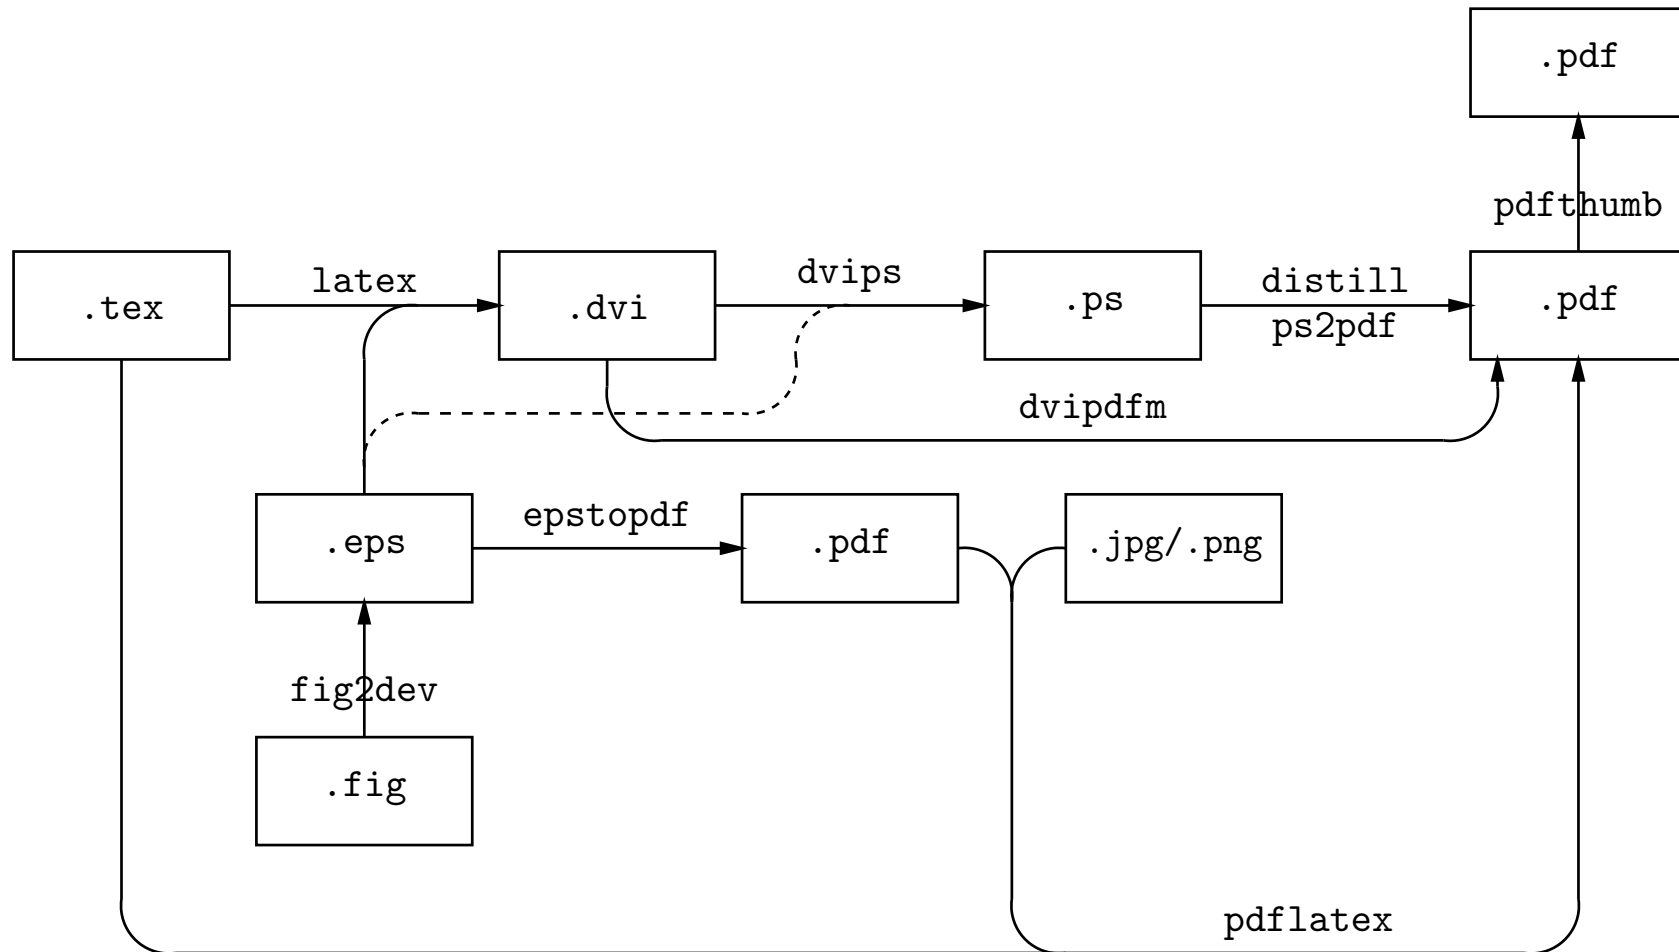 .pdf
pdfthumb
latex
dvips
distill
.tex
.dvi
.ps
.pdf
ps2pdf
dvipdfm
epstopdf
.eps
.pdf
.jpg/.png
fig2dev
.fig
pdflatex